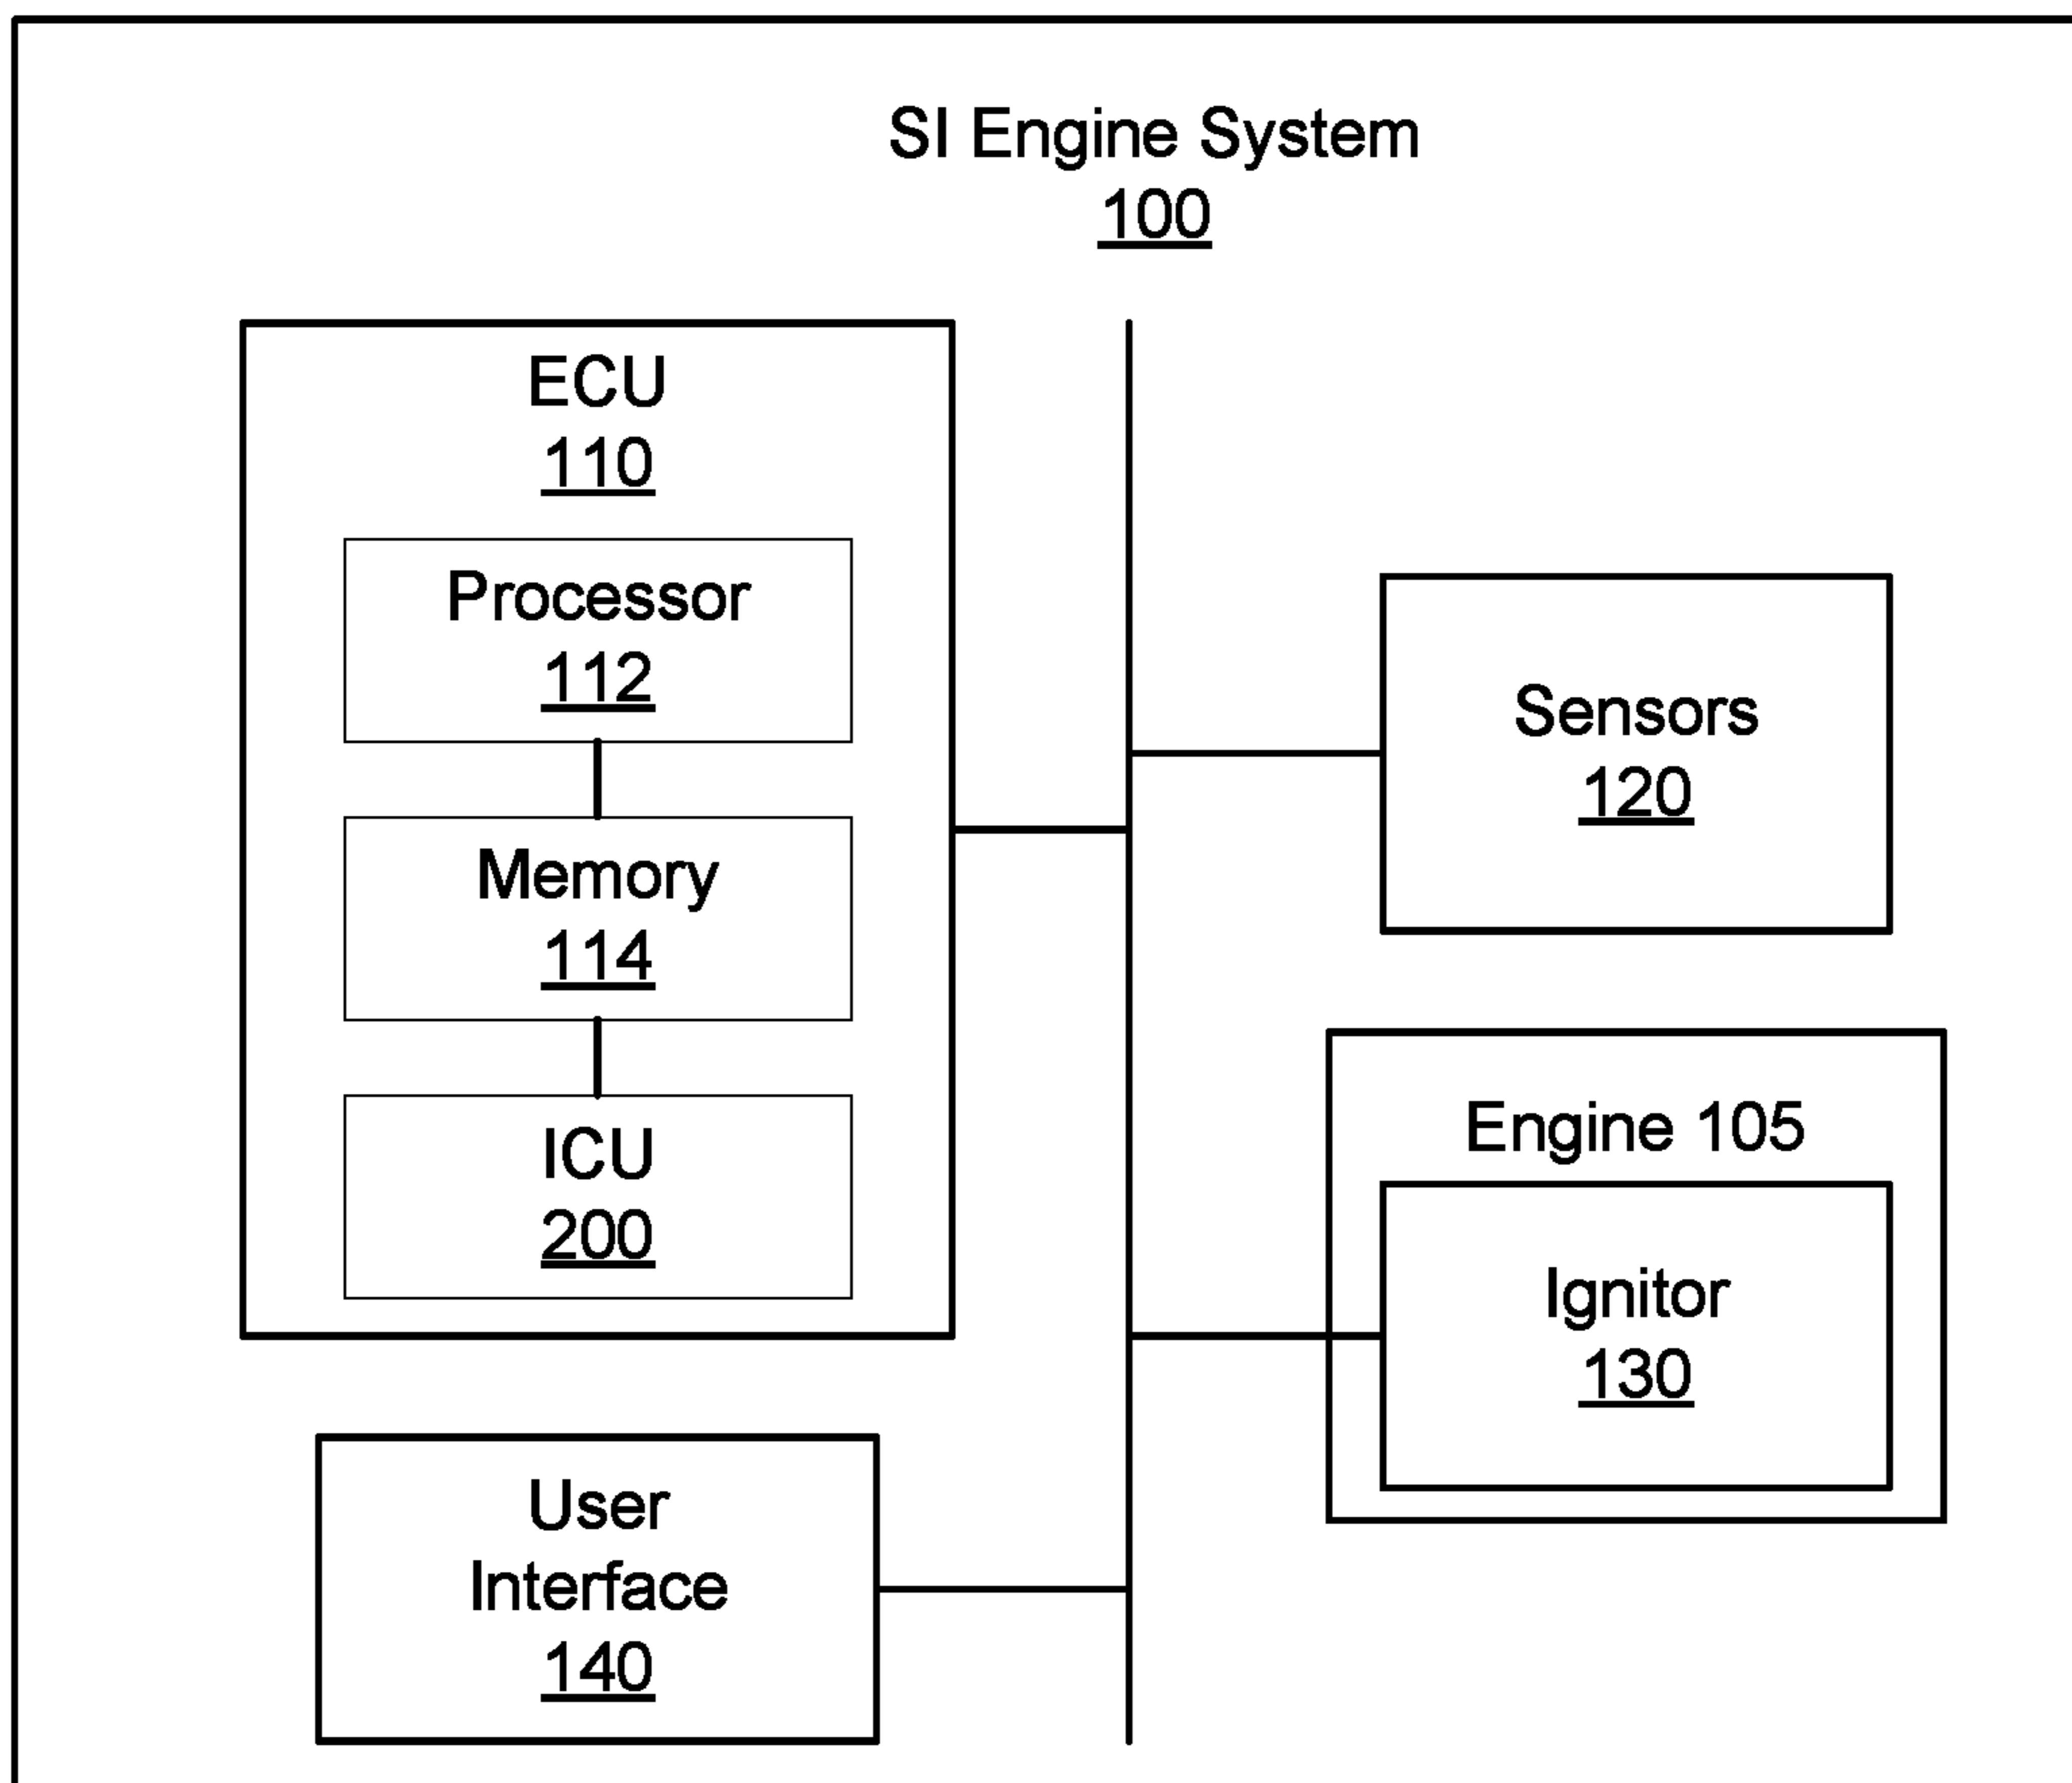 SI Engine System
100
ECU
110
Processor
112
Memory
114
ICU
200
User
Interface
140
Sensors
120
Engine 105
Ignitor
130